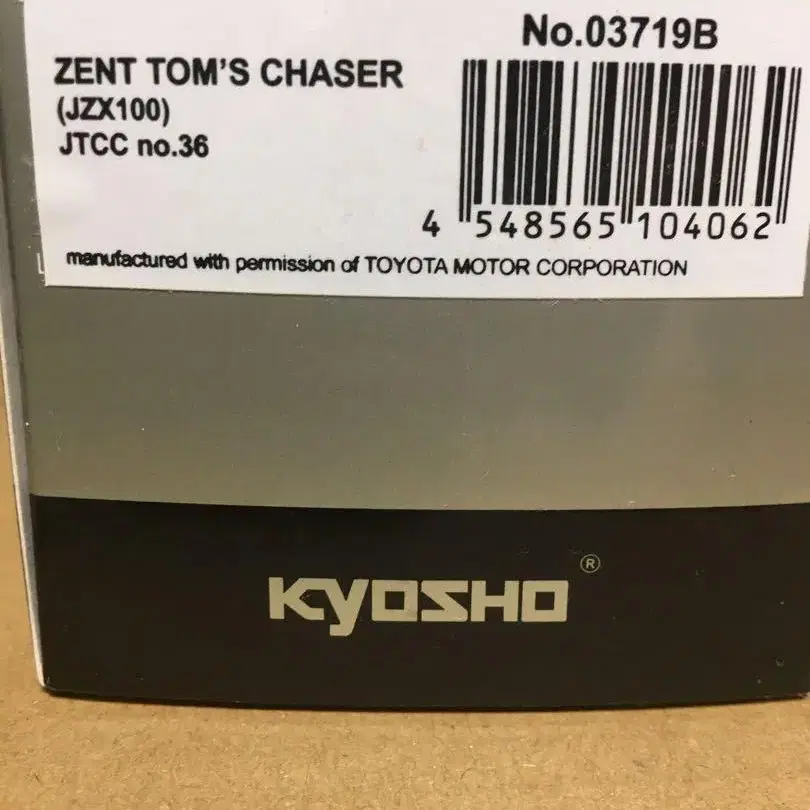 No.03719B
ZENT TOM'S CHASER
(JZX100)
JTCC no.36
4 548565 104062
manufactured with permission of TOYOTA MOTOR CORPORATION
KYOSHO ®